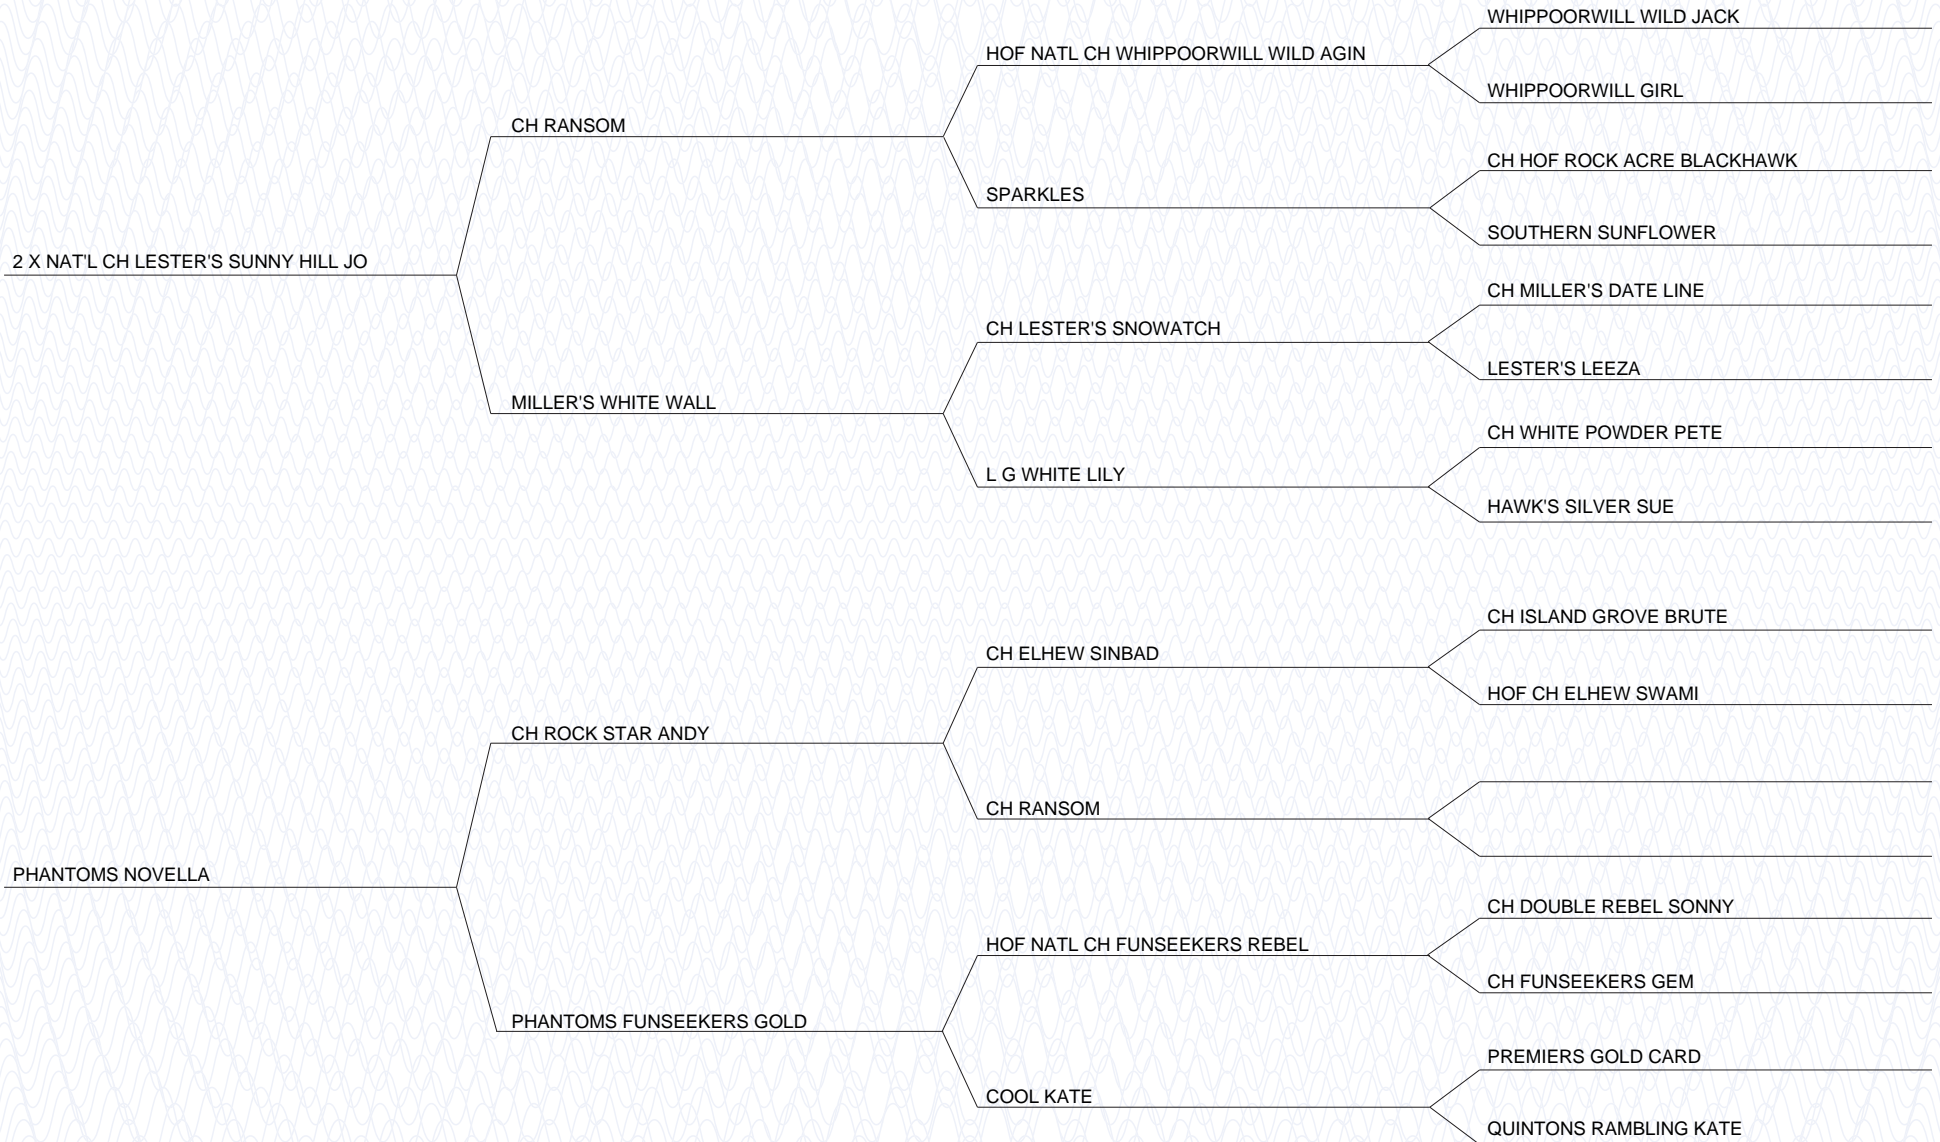 WHIPPOORWILL WILD JACK
HOF NATL CH WHIPPOORWILL WILD AGIN
WHIPPOORWILL GIRL
CH RANSOM
CH HOF ROCK ACRE BLACKHAWK
SPARKLES
SOUTHERN SUNFLOWER
2 X NAT'L CH LESTER'S SUNNY HILL JO
CH MILLER'S DATE LINE
CH LESTER'S SNOWATCH
LESTER'S LEEZA
MILLER'S WHITE WALL
CH WHITE POWDER PETE
L G WHITE LILY
HAWK'S SILVER SUE
CH ISLAND GROVE BRUTE
CH ELHEW SINBAD
HOF CH ELHEW SWAMI
CH ROCK STAR ANDY
CH RANSOM
PHANTOMS NOVELLA
CH DOUBLE REBEL SONNY
HOF NATL CH FUNSEEKERS REBEL
CH FUNSEEKERS GEM
PHANTOMS FUNSEEKERS GOLD
PREMIERS GOLD CARD
COOL KATE
QUINTONS RAMBLING KATE